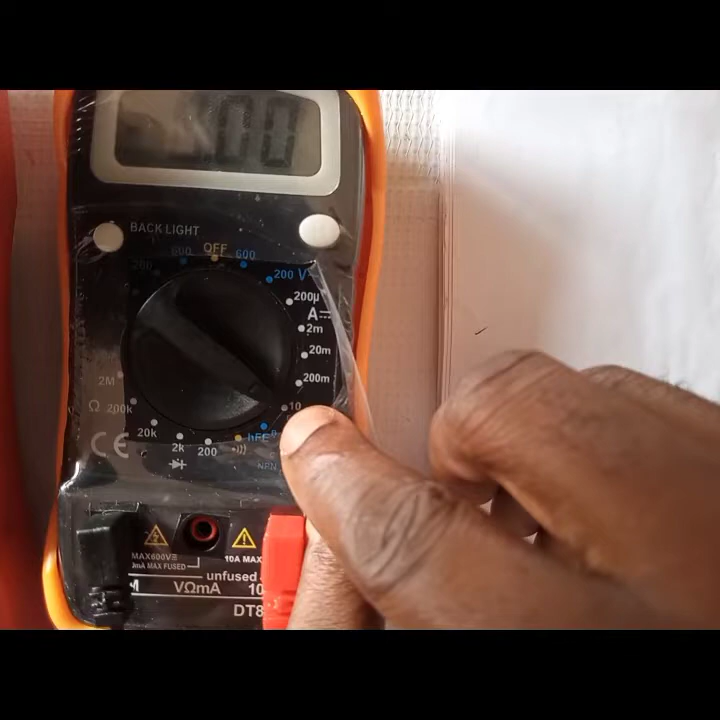 .00
BACK LIGHT
OFF
600
600
200
200 V
200µ
A
2m
20m
200m
10
2M
Ω
200k
20k
2k
200
hFE
NPN
CE
MAX600V
MAX FUSED
10A MAX
unfused
VΩmA
10
DT8